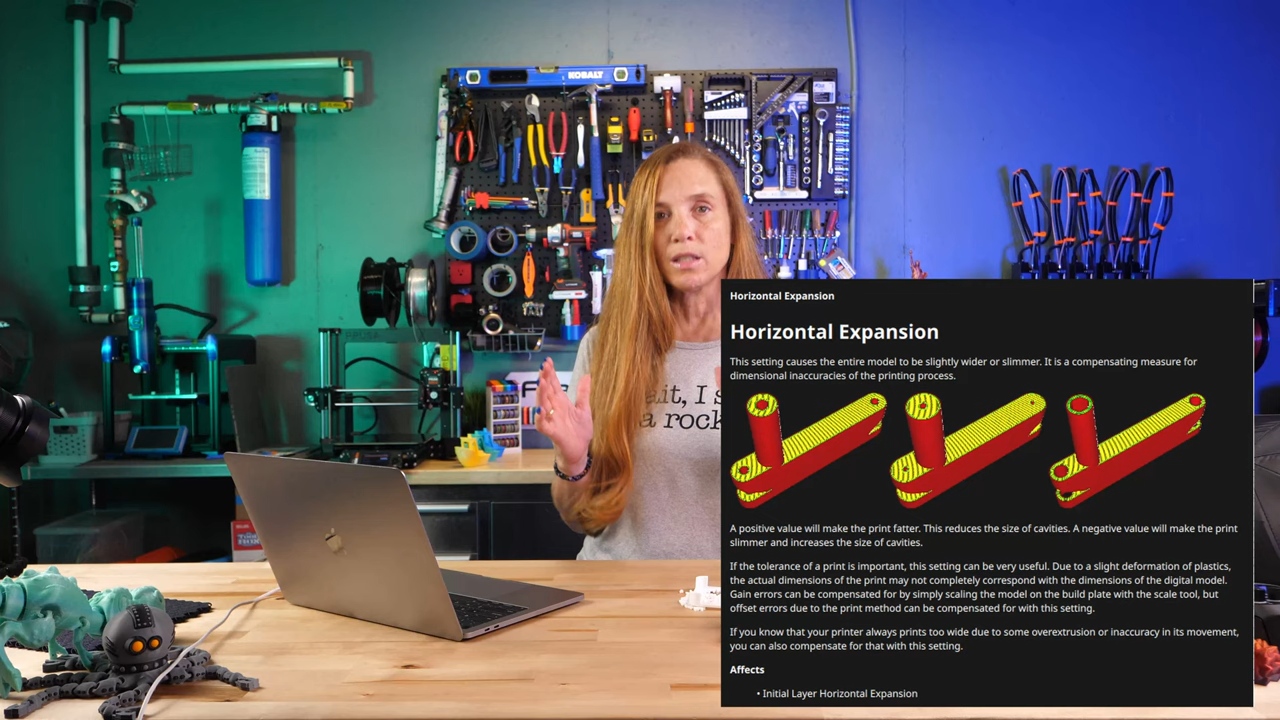 KOBALT
ait, I s
a rock
Horizontal Expansion
Horizontal Expansion
This setting causes the entire model to be slightly wider or slimmer. It is a compensating measure for
dimensional inaccuracies of the printing process.
A positive value will make the print fatter. This reduces the size of cavities. A negative value will make the print
slimmer and increases the size of cavities.
If the tolerance of a print is important, this setting can be very useful. Due to a slight deformation of plastics,
the actual dimensions of the print may not completely correspond with the dimensions of the digital model.
Gain errors can be compensated for by simply scaling the model on the build plate with the scale tool, but
offset errors due to the print method can be compensated for with this setting.
If you know that your printer always prints too wide due to some overextrusion or inaccuracy in its movement,
you can also compensate for that with this setting.
Affects
• Initial Layer Horizontal Expansion